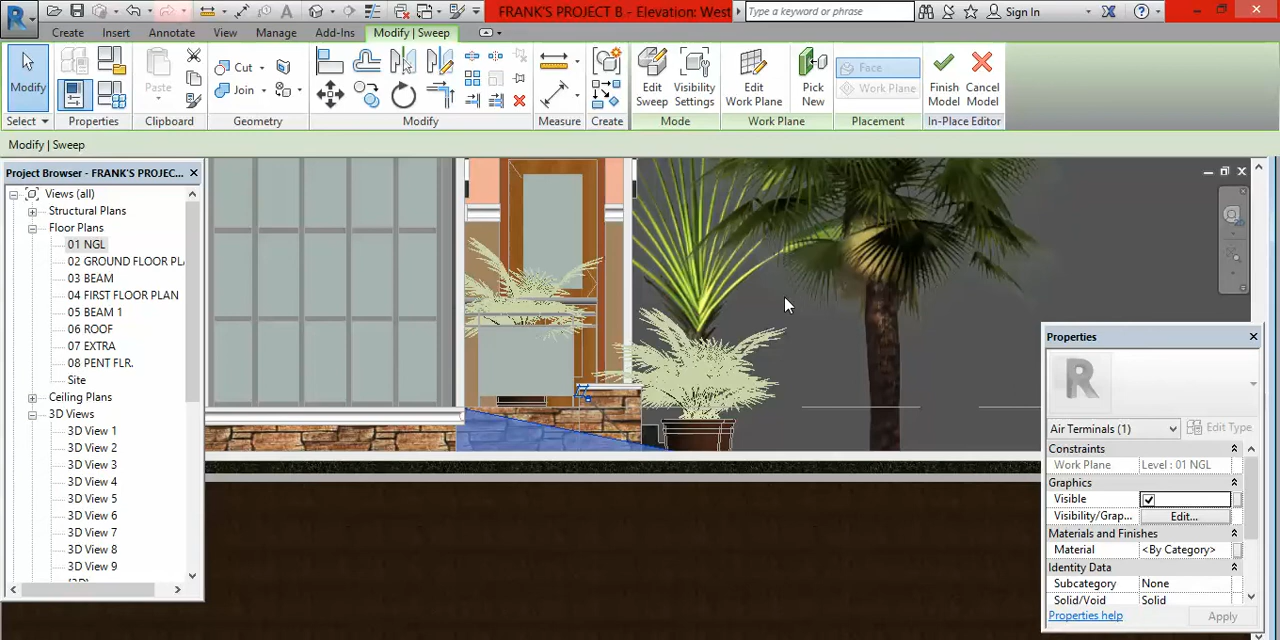 FRANK'S PROJECT B - Elevation: West
Type a keyword or phrase
Sign In
Create Insert Annotate View Manage Add-Ins Modify | Sweep
Modify
Paste
Cut
Join
Edit Sweep
Visibility Settings
Edit Work Plane
Pick New
Face
Work Plane
Finish Model
Cancel Model
Select Properties Clipboard Geometry Modify Measure Create Mode Work Plane Placement In-Place Editor
Modify | Sweep
Project Browser - FRANK'S PROJEC...
Views (all)
Structural Plans
Floor Plans
01 NGL
02 GROUND FLOOR PL
03 BEAM
04 FIRST FLOOR PLAN
05 BEAM 1
06 ROOF
07 EXTRA
08 PENT FLR.
Site
Ceiling Plans
3D Views
3D View 1
3D View 2
3D View 3
3D View 4
3D View 5
3D View 6
3D View 7
3D View 8
3D View 9
Properties
R
Air Terminals (1)
Edit Type
Constraints
Work Plane Level : 01 NGL
Graphics
Visible
Visibility/Grap... Edit...
Materials and Finishes
Material <By Category>
Identity Data
Subcategory None
Solid/Void Solid
Properties help
Apply